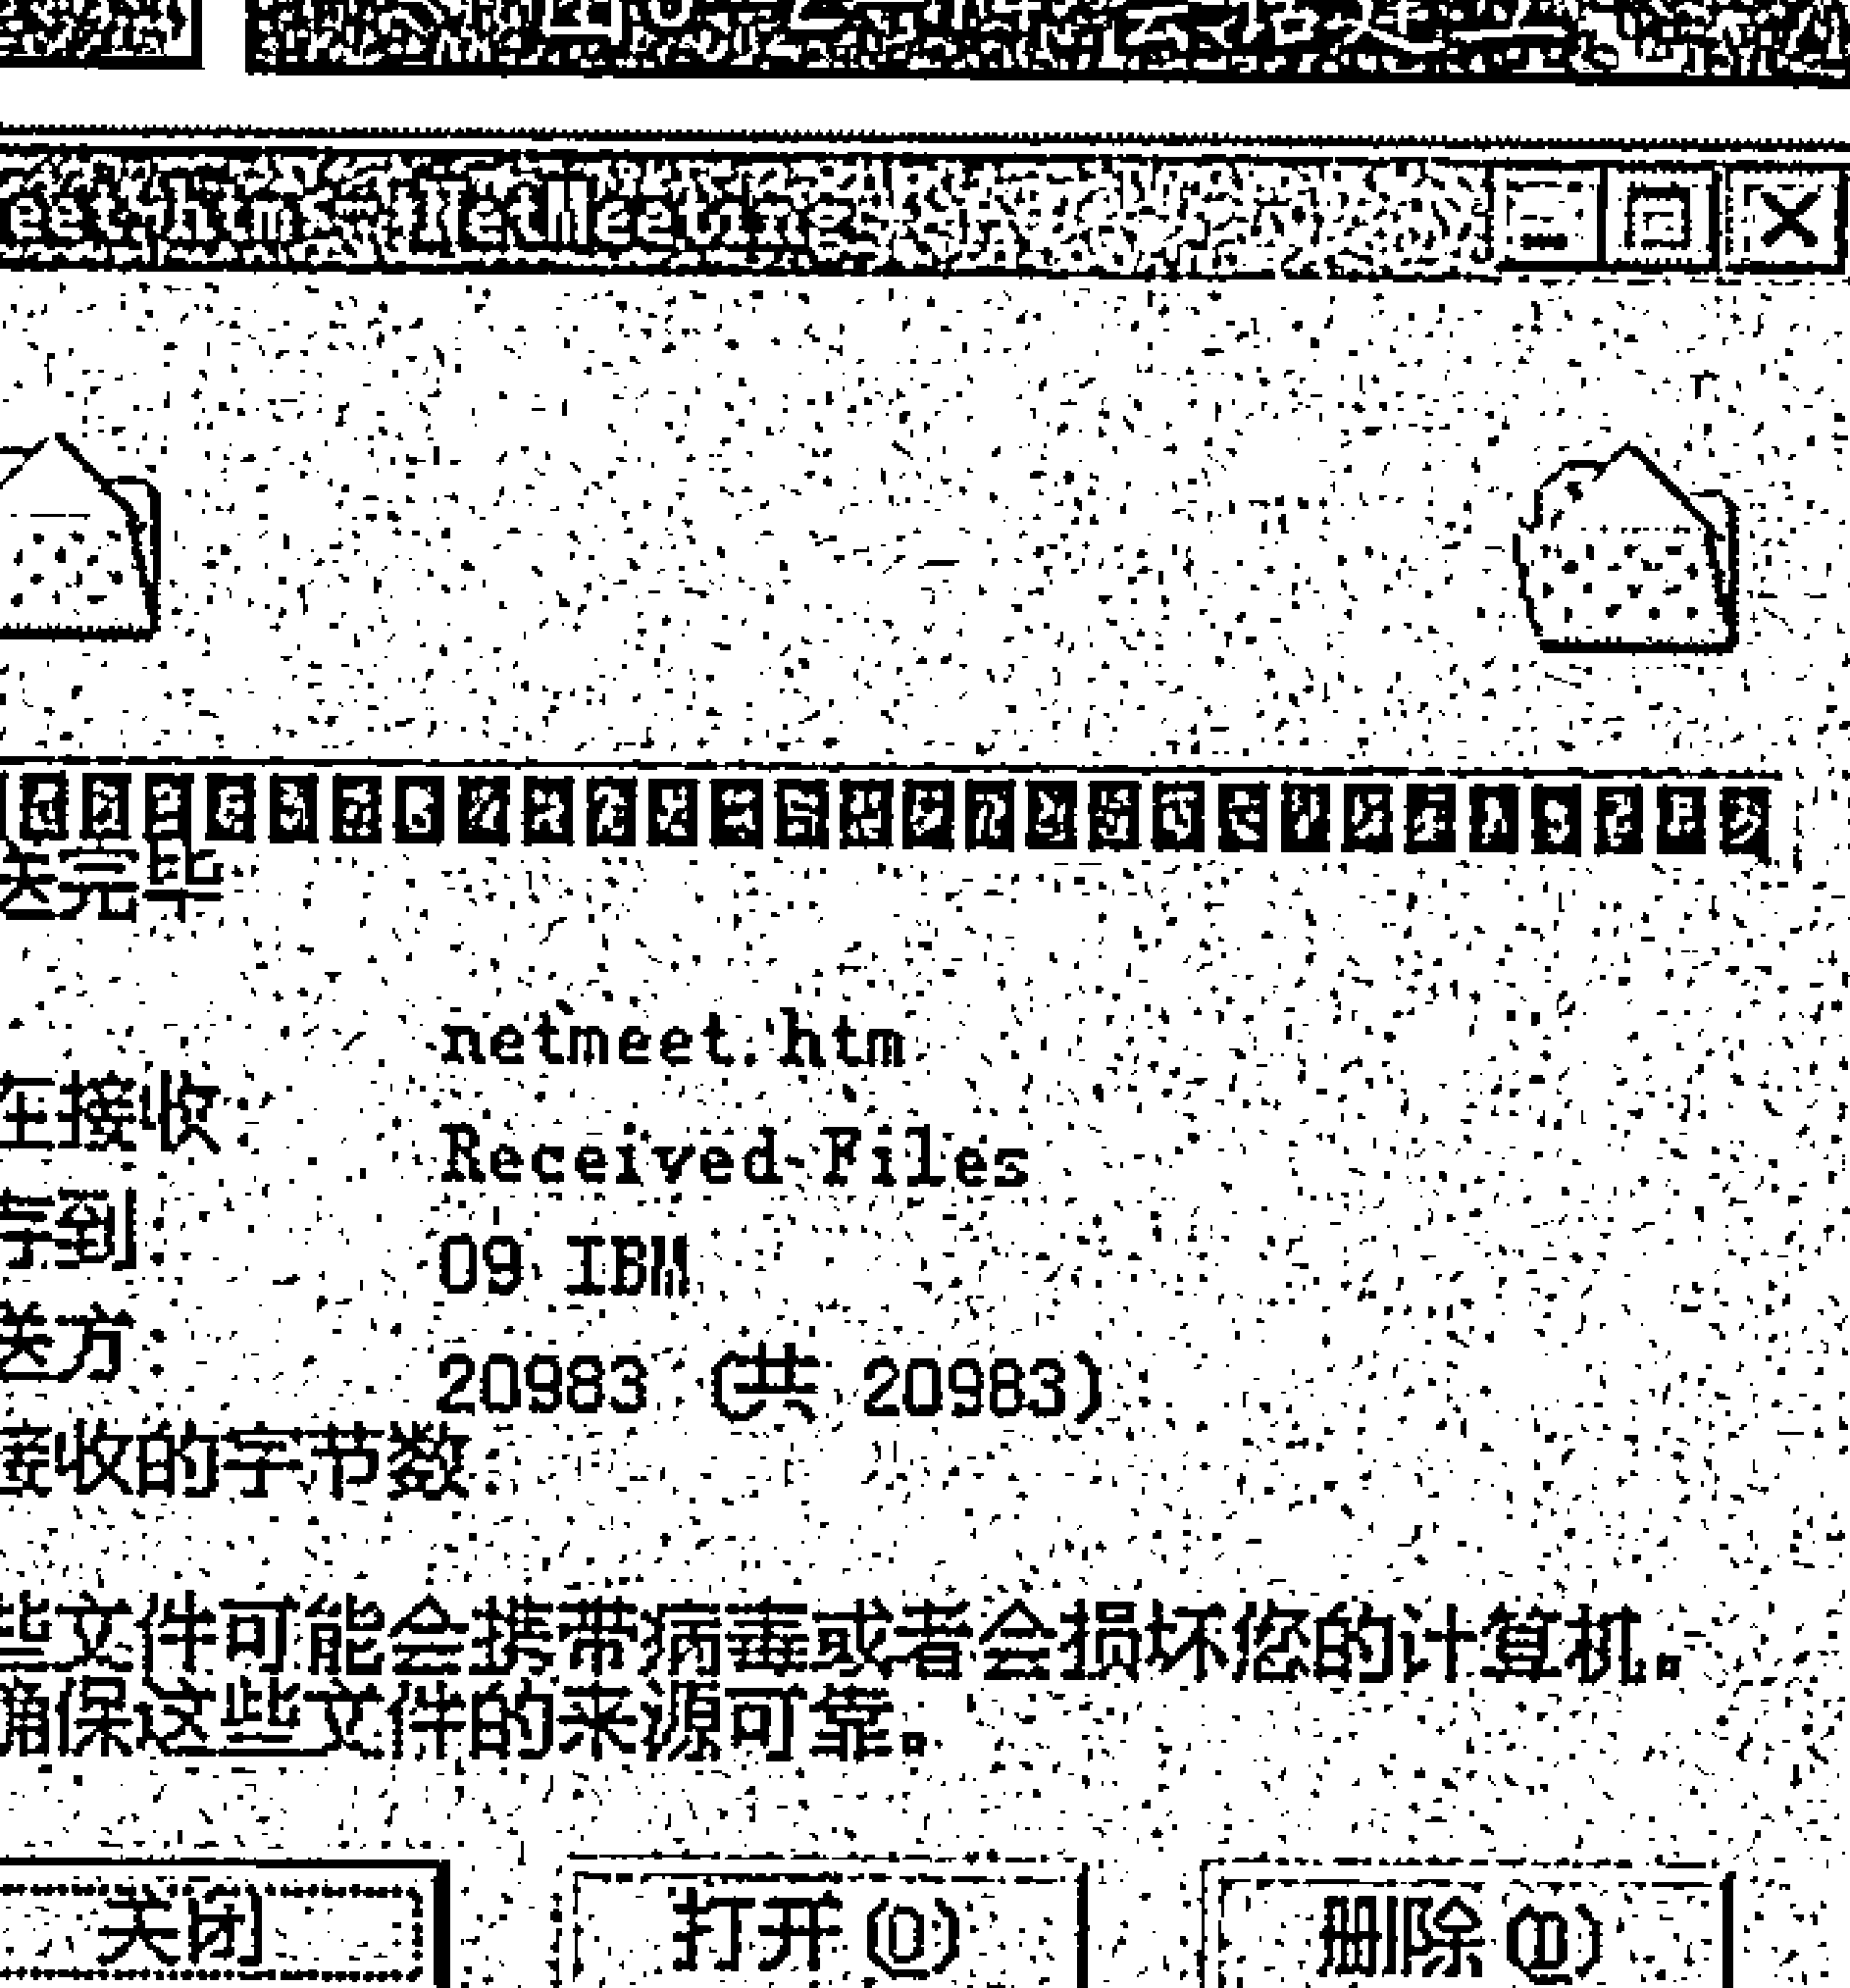 eet.htm - NetMeeting
送完毕
netmeet.htm
在接收:
Received Files
存到:
09 IBM
送方:
20983 (共 20983)
接收的字节数:
些文件可能会携带病毒或者会损坏您的计算机。
确保这些文件的来源可靠。
关闭 打开(O) 删除(D)